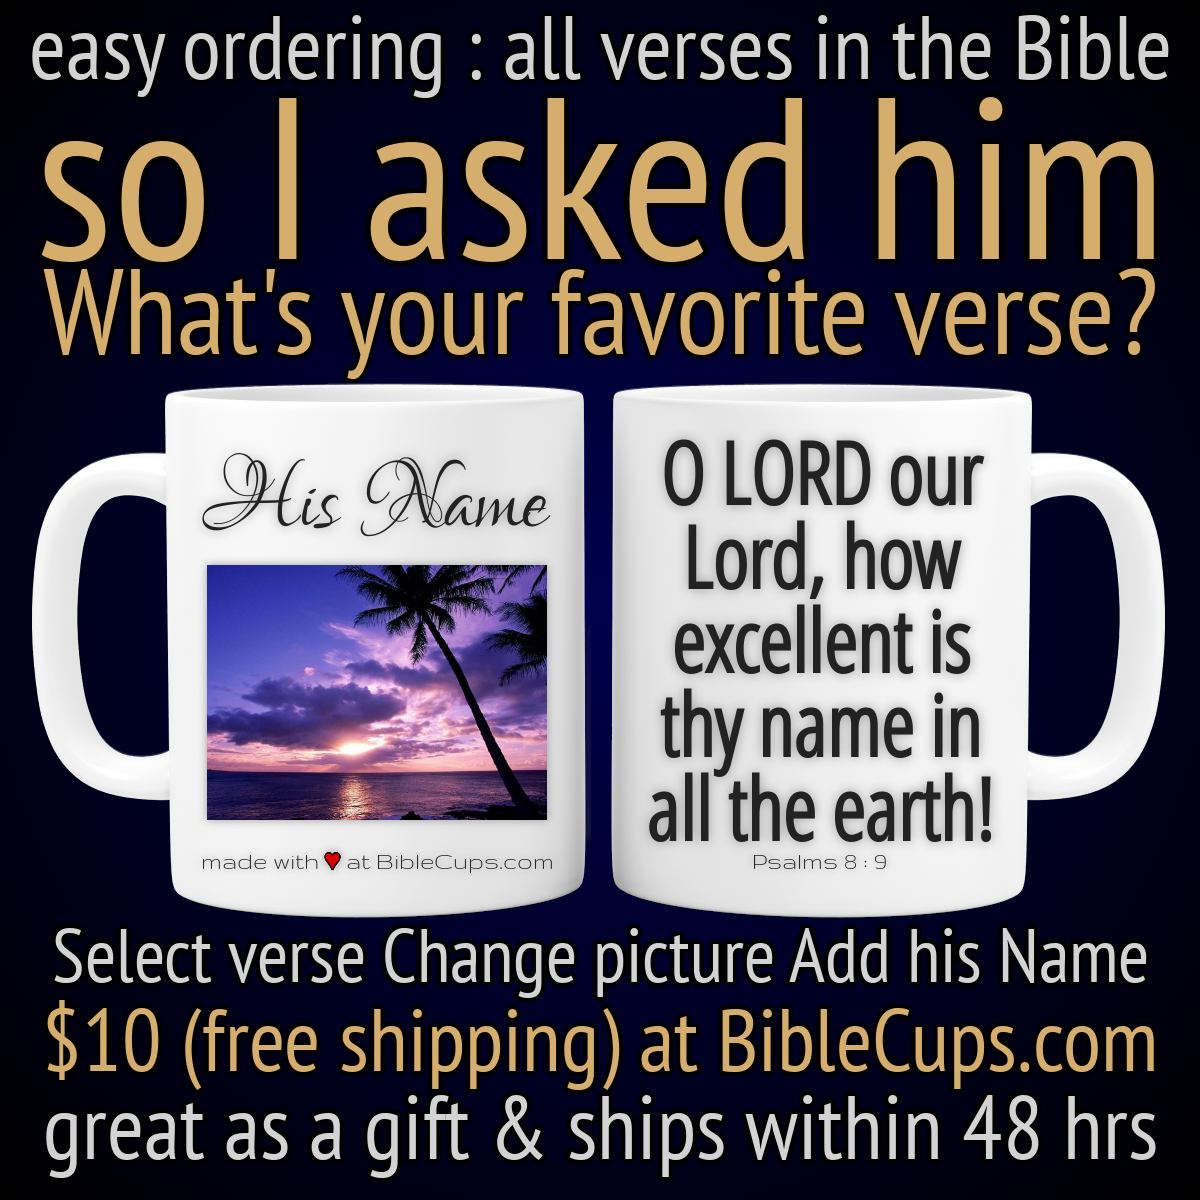 easy ordering : all verses in the Bible
so I asked him
What's your favorite verse?
His Name
made with ♥ at BibleCups.com
O LORD our
Lord, how
excellent is
thy name in
all the earth!
Psalms 8 : 9
Select verse Change picture Add his Name
$10 (free shipping) at BibleCups.com
great as a gift & ships within 48 hrs